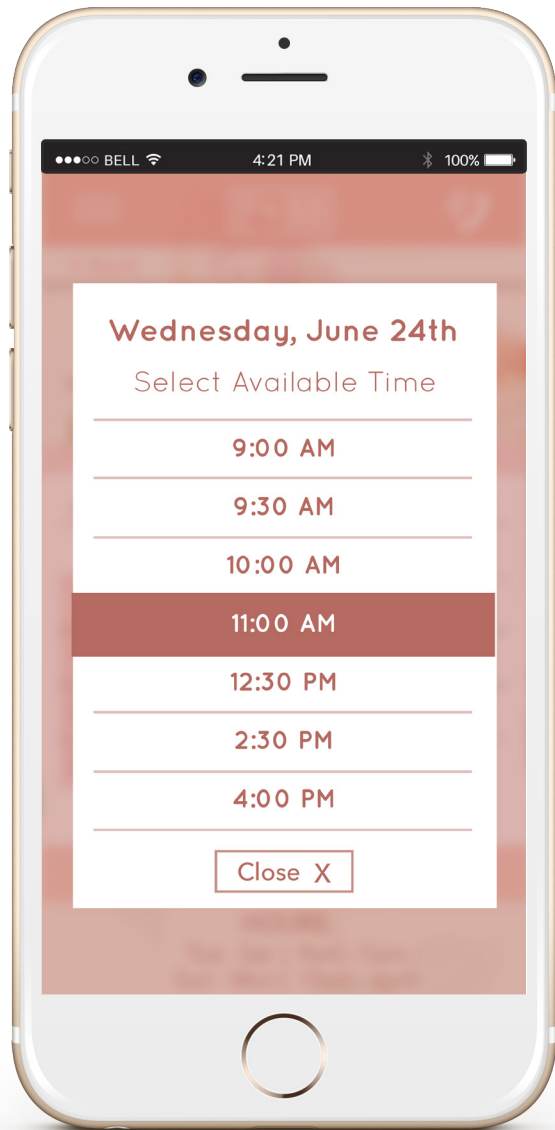 BELL 4:21 PM 100%
Wednesday, June 24th
Select Available Time
9:00 AM
9:30 AM
10:00 AM
11:00 AM
12:30 PM
2:30 PM
4:00 PM
Close X